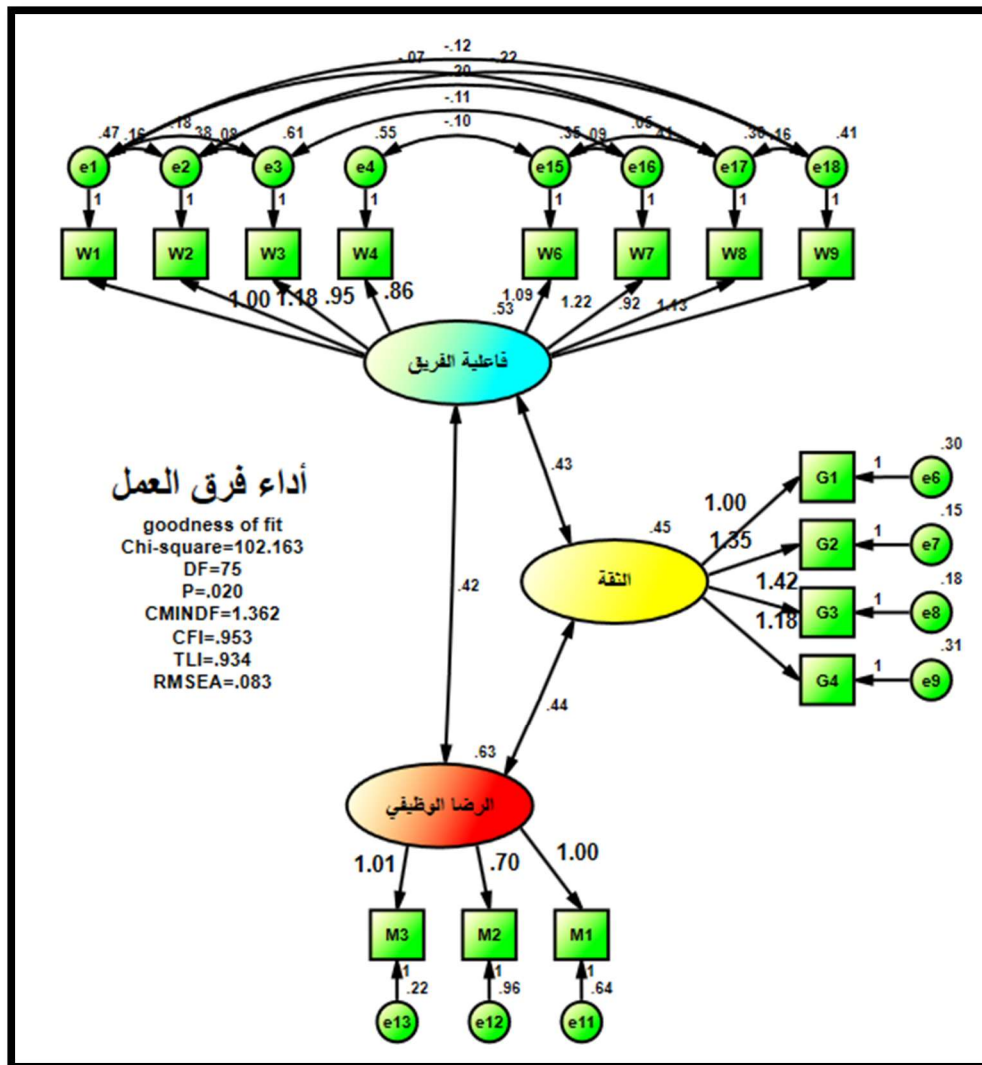 -.12
-.07 -.22
.20
-.11
.18 -.10 .05
.47 .16 .38 .08 .61 .55 .35 .09 .41 .36 .16 .41
e1 e2 e3 e4 e15 e16 e17 e18
1 1 1 1 1 1 1 1
W1 W2 W3 W4 W6 W7 W8 W9
1.00 1.18 .95 .86 1.09 1.22 .92 1.13
.53
فاعلية الفريق
.43
.30
G1 1 e6
1.00
.15
أداء فرق العمل
.45 1.35 G2 1 e7
goodness of fit
Chi-square=102.163
DF=75
P=.020
CMINDF=1.362
CFI=.953
TLI=.934
RMSEA=.083
.42
الثقة
1.42 .18
G3 1 e8
1.18
.31
G4 1 e9
.44
.63
الرضا الوظيفي
1.01 .70 1.00
M3 M2 M1
1 1 1
.22 .96 .64
e13 e12 e11